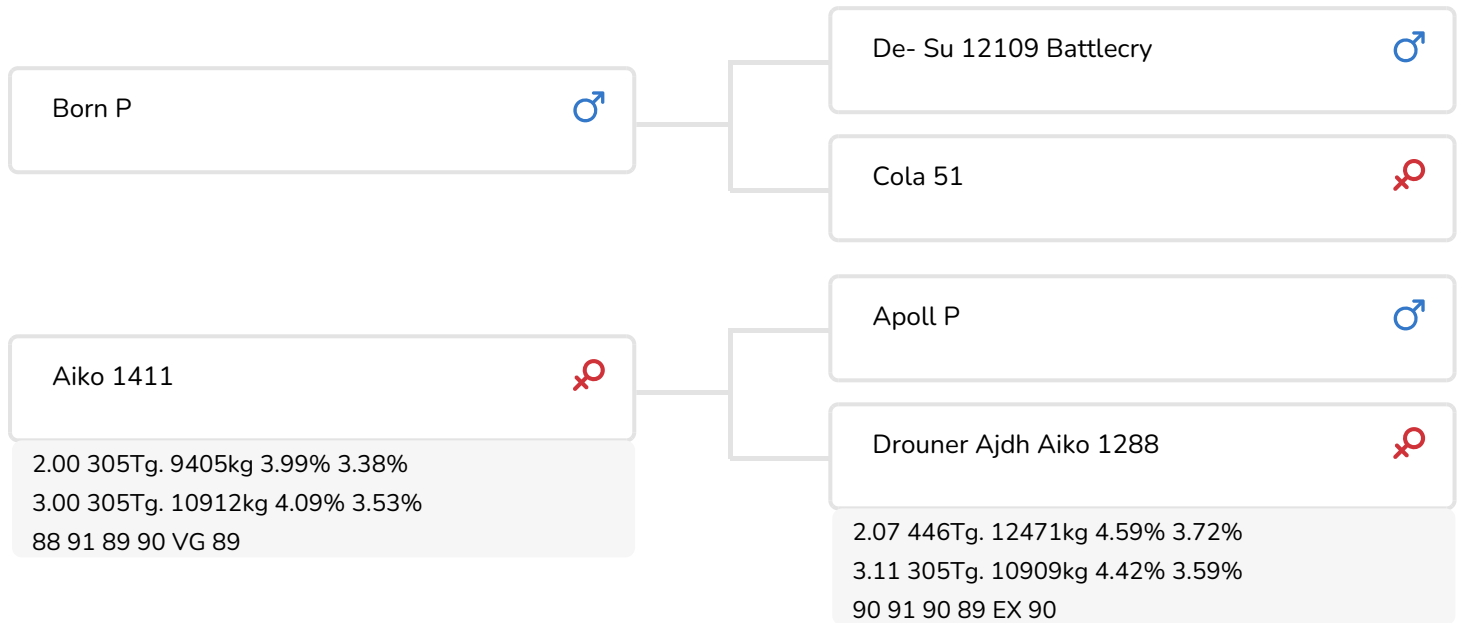 De- Su 12109 Battlecry
Born P
Cola 51
Apoll P
Aiko 1411
Drouner Ajdh Aiko 1288
2.00 305Tg. 9405kg 3.99% 3.38%
3.00 305Tg. 10912kg 4.09% 3.53%
88 91 89 90 VG 89
2.07 446Tg. 12471kg 4.59% 3.72%
3.11 305Tg. 10909kg 4.42% 3.59%
90 91 90 89 EX 90